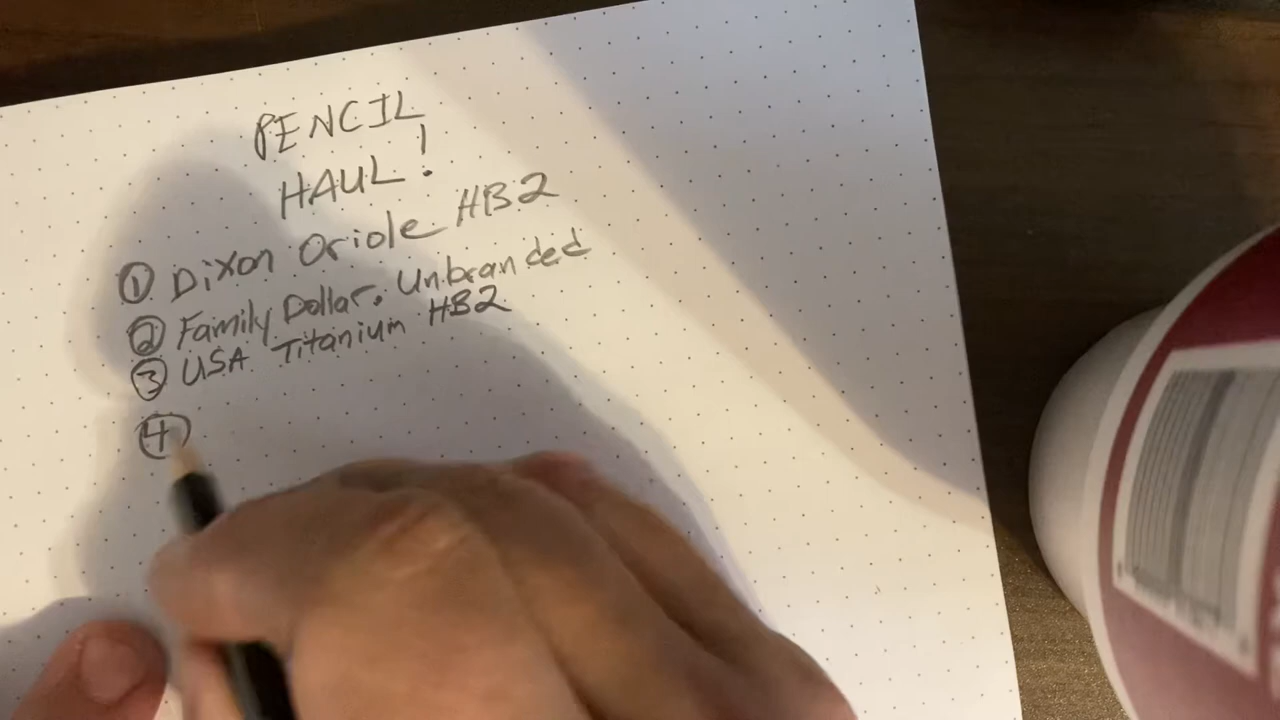 PENCIL
HAUL!
① Dixon Oriole HB2
② Family Dollar. Unbranded
③ USA Titanium HB2
④